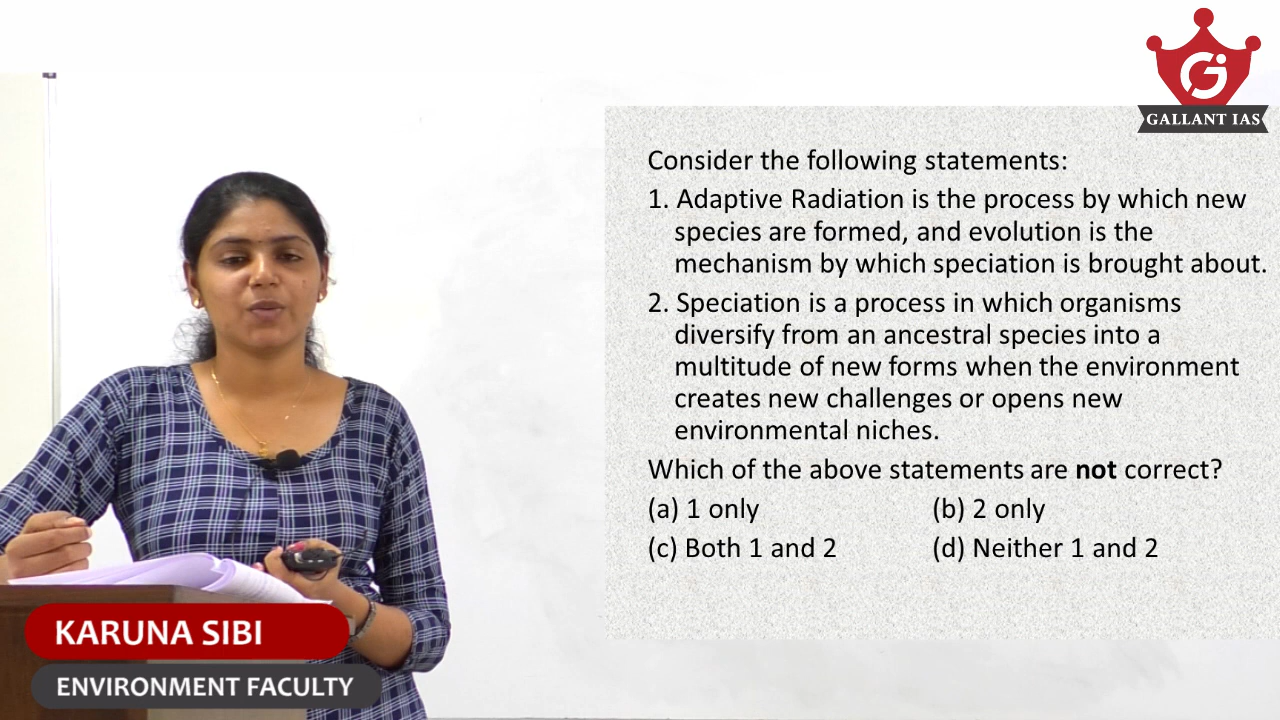 GALLANT IAS
Consider the following statements:
1. Adaptive Radiation is the process by which new
species are formed, and evolution is the
mechanism by which speciation is brought about.
2. Speciation is a process in which organisms
diversify from an ancestral species into a
multitude of new forms when the environment
creates new challenges or opens new
environmental niches.
Which of the above statements are not correct?
(a) 1 only (b) 2 only
(c) Both 1 and 2 (d) Neither 1 and 2
KARUNA SIBI
ENVIRONMENT FACULTY